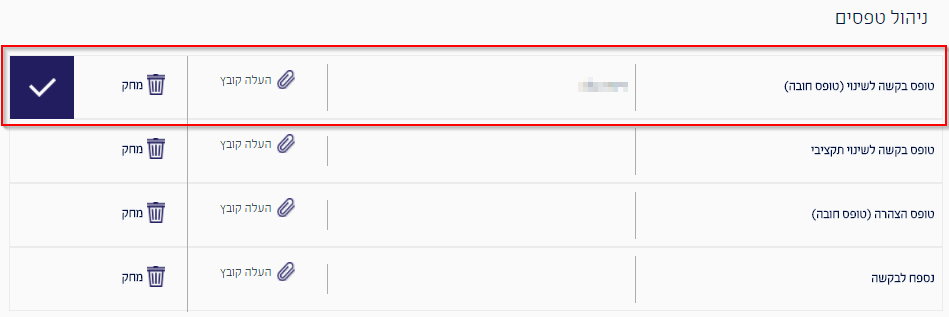 ניהול טפסים
טופס בקשה לשינוי (טופס חובה) העלה קובץ מחק
טופס בקשה לשינוי תקציבי העלה קובץ מחק
טופס הצהרה (טופס חובה) העלה קובץ מחק
נספח לבקשה העלה קובץ מחק